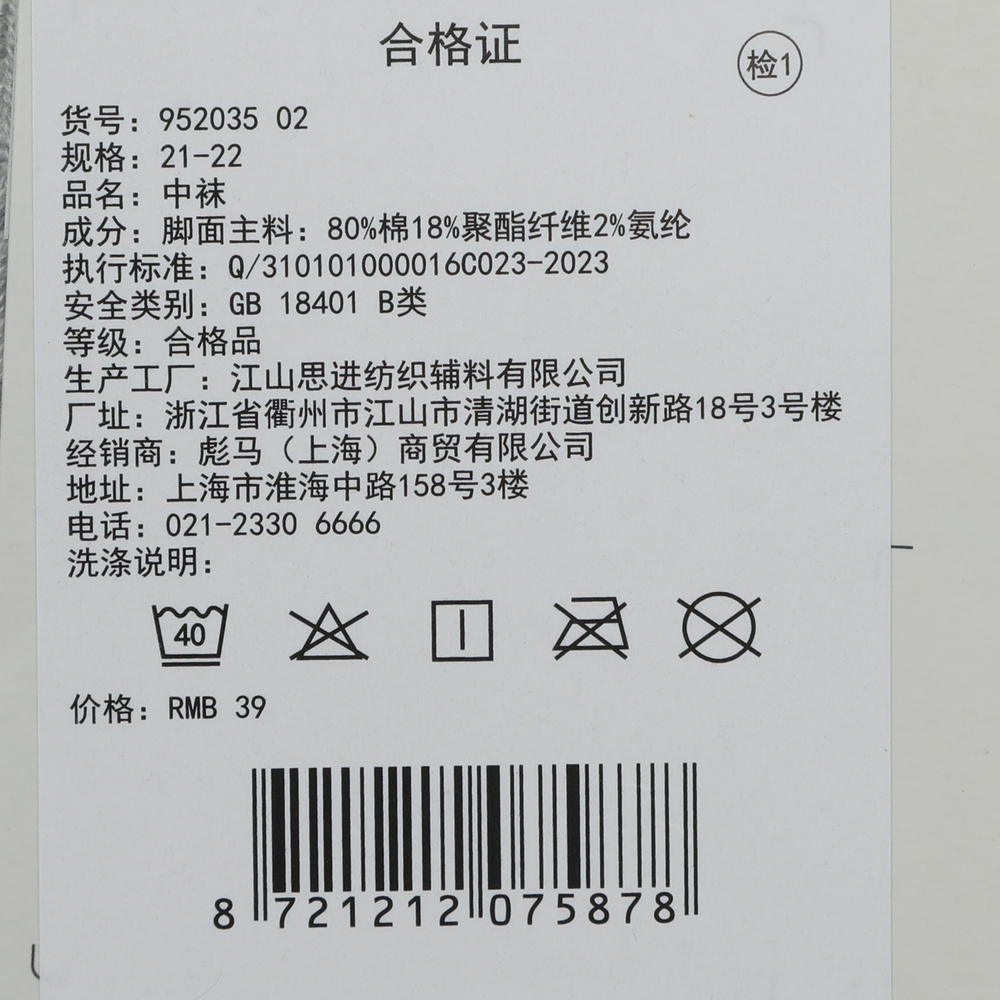 合格证
检1
货号：952035 02
规格：21-22
品名：中袜
成分：脚面主料：80%棉18%聚酯纤维2%氨纶
执行标准：Q/310101000016C023-2023
安全类别：GB 18401 B类
等级：合格品
生产工厂：江山思进纺织辅料有限公司
厂址：浙江省衢州市江山市清湖街道创新路18号3号楼
经销商：彪马（上海）商贸有限公司
地址：上海市淮海中路158号3楼
电话：021-2330 6666
洗涤说明：
40
价格：RMB 39
8 721212 075878